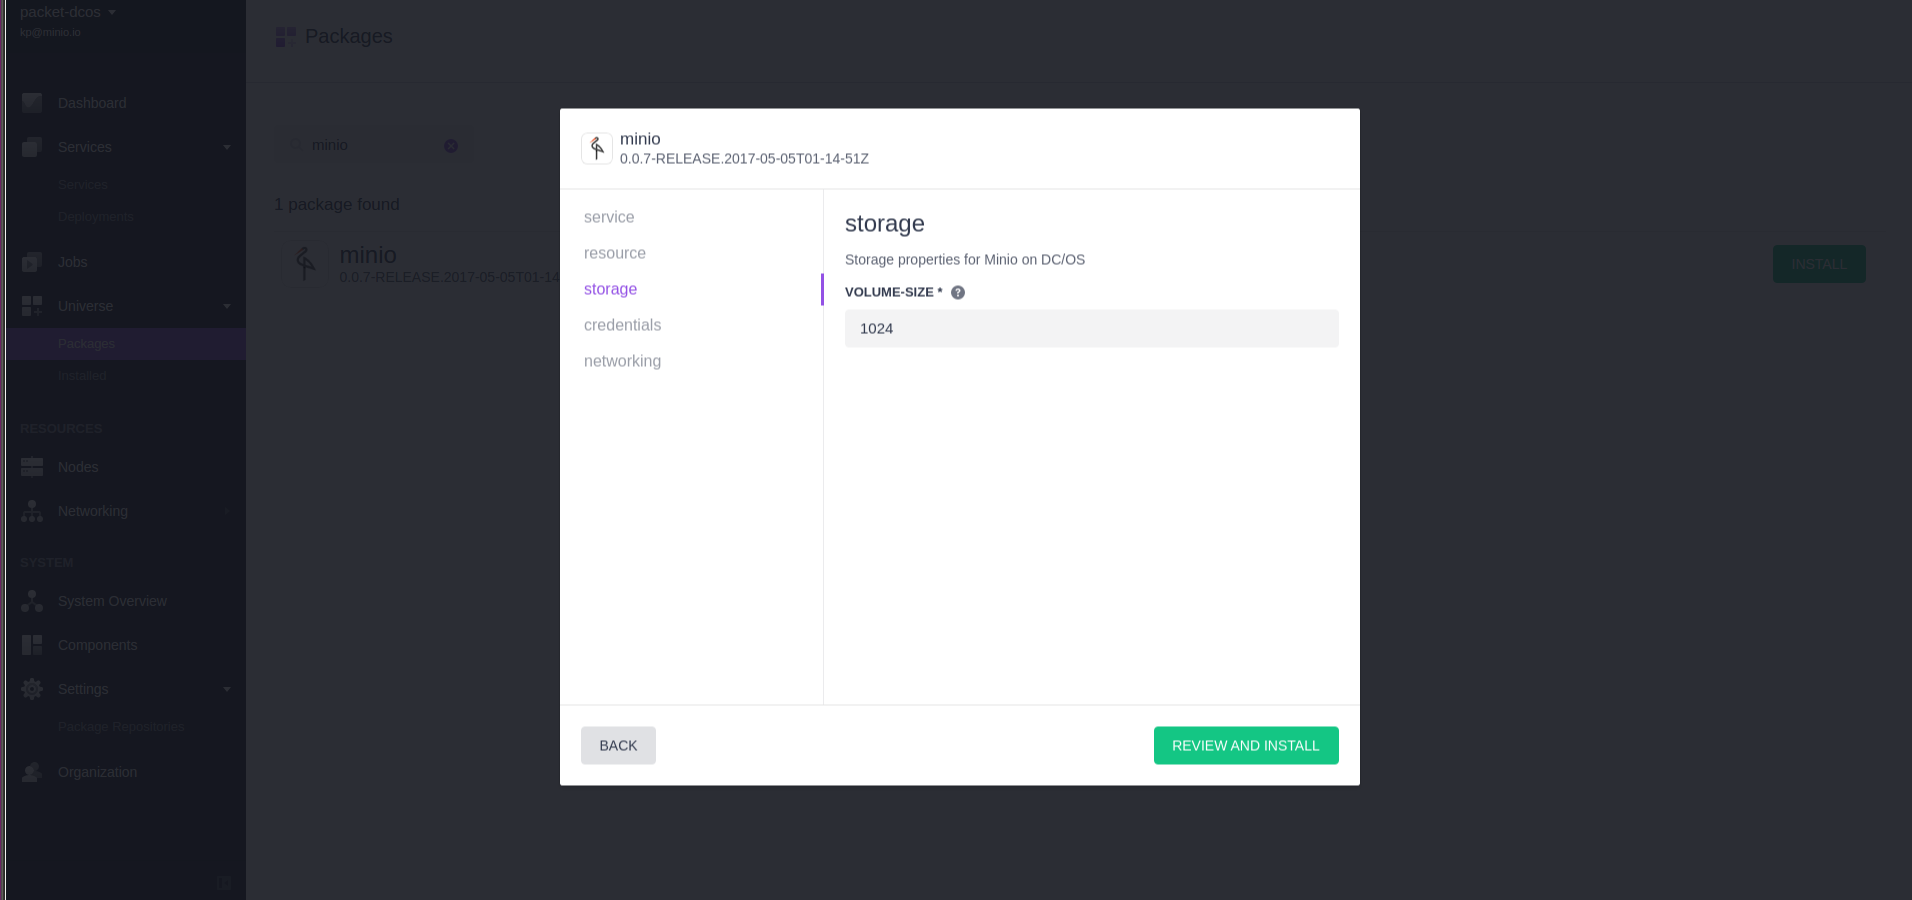 packet-dcos
kp@minio.io
Dashboard
Services
Services
Deployments
Jobs
Universe
Packages
Installed
RESOURCES
Nodes
Networking
SYSTEM
System Overview
Components
Settings
Package Repositories
Organization
Packages
minio
1 package found
minio
0.0.7-RELEASE.2017-05-05T01-14
INSTALL
minio
0.0.7-RELEASE.2017-05-05T01-14-51Z
service
resource
storage
credentials
networking
storage
Storage properties for Minio on DC/OS
VOLUME-SIZE * ?
1024
BACK
REVIEW AND INSTALL